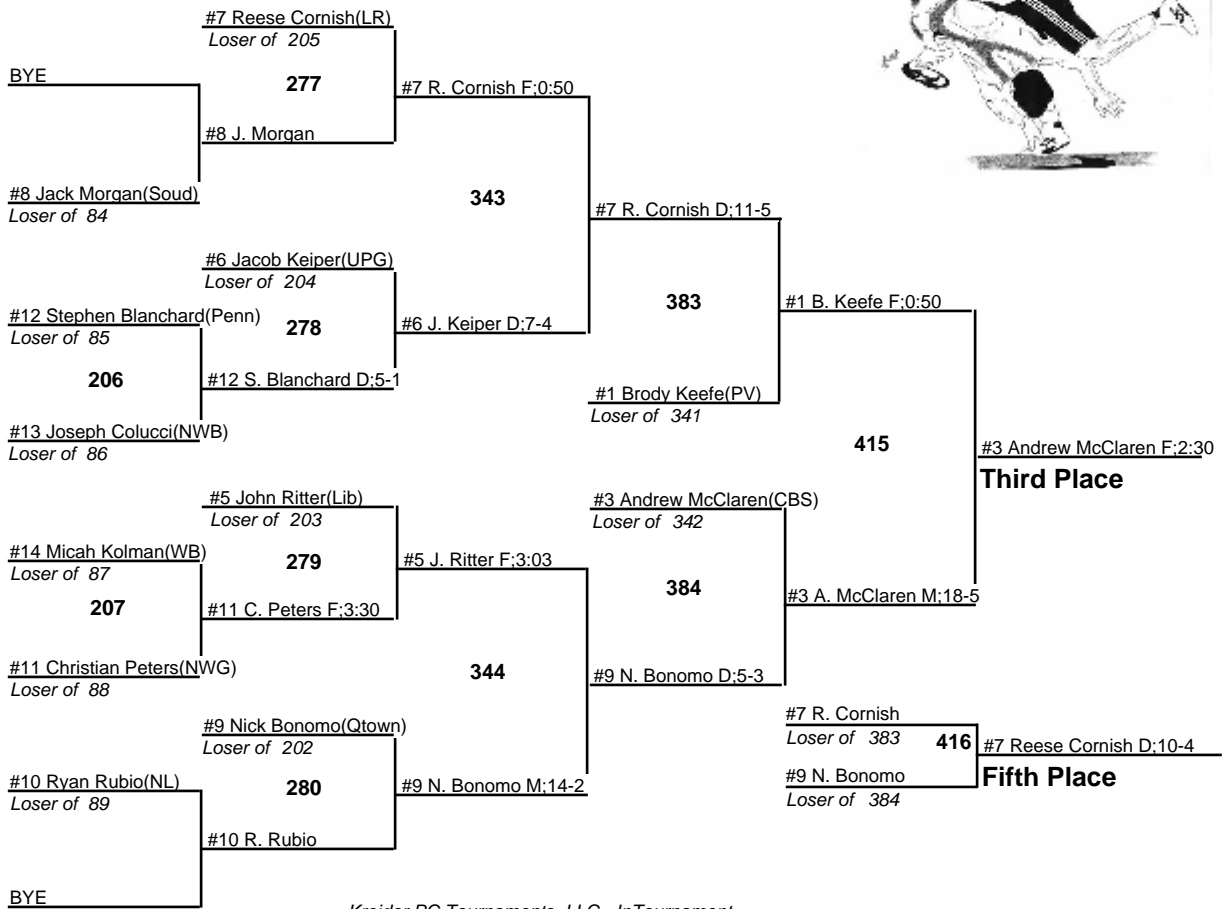 #7 Reese Cornish(LR)
Loser of 205
BYE
277
#7 R. Cornish F;0:50
#8 J. Morgan
#8 Jack Morgan(Soud)
Loser of 84
343
#7 R. Cornish D;11-5
#6 Jacob Keiper(UPG)
Loser of 204
#12 Stephen Blanchard(Penn)
Loser of 85
278
#6 J. Keiper D;7-4
383
#1 B. Keefe F;0:50
206
#12 S. Blanchard D;5-1
#1 Brody Keefe(PV)
Loser of 341
#13 Joseph Colucci(NWB)
Loser of 86
415
#3 Andrew McClaren F;2:30
Third Place
#5 John Ritter(Lib)
Loser of 203
#3 Andrew McClaren(CBS)
Loser of 342
#14 Micah Kolman(WB)
Loser of 87
279
#5 J. Ritter F;3:03
384
#3 A. McClaren M;18-5
207
#11 C. Peters F;3:30
#11 Christian Peters(NWG)
Loser of 88
344
#9 N. Bonomo D;5-3
#9 Nick Bonomo(Qtown)
Loser of 202
#7 R. Cornish
Loser of 383
416
#7 Reese Cornish D;10-4
Fifth Place
#10 Ryan Rubio(NL)
Loser of 89
280
#9 N. Bonomo M;14-2
#9 N. Bonomo
Loser of 384
#10 R. Rubio
BYE